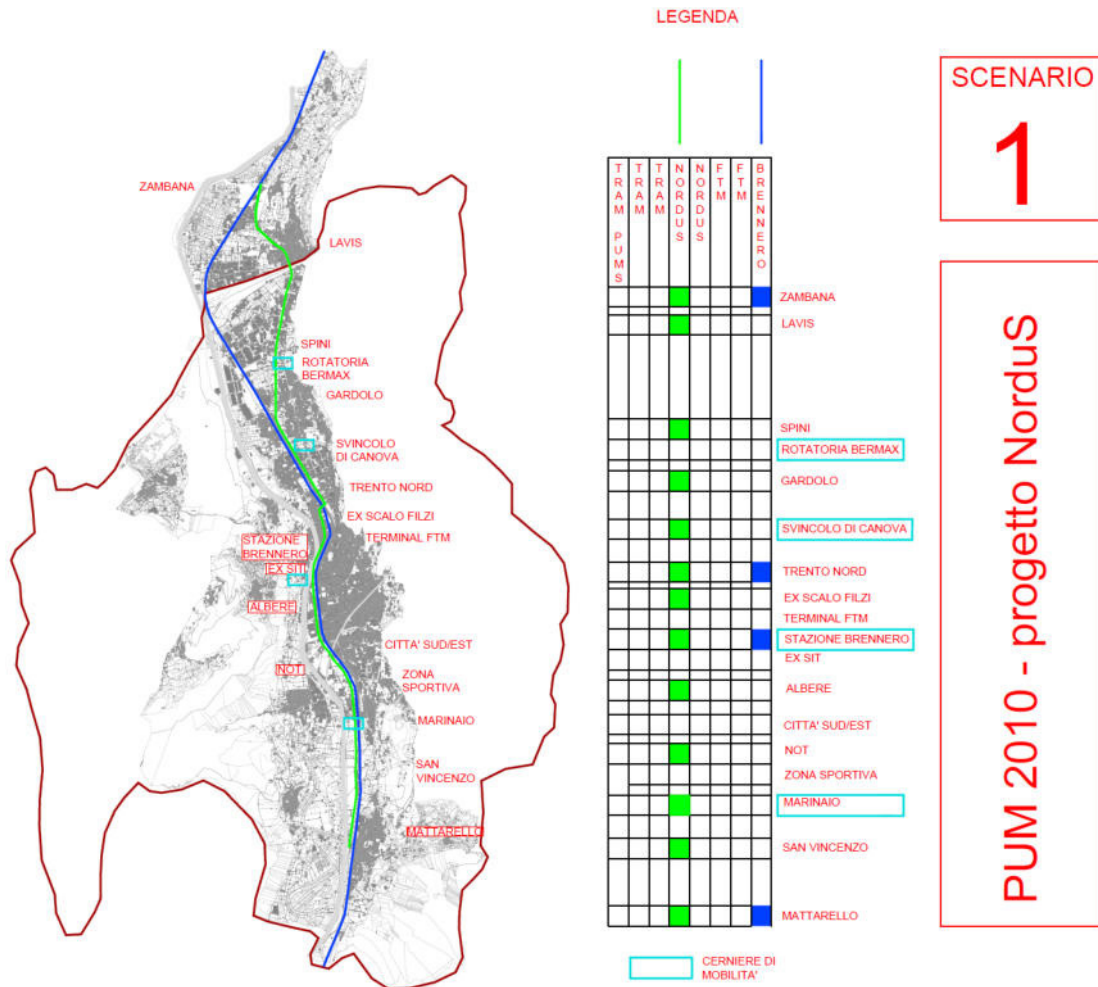 LEGENDA
SCENARIO
1
PUM 2010 - progetto NorduS
ZAMBANA
LAVIS
SPINI
ROTATORIA
BERMAX
GARDOLO
SVINCOLO
DI CANOVA
TRENTO NORD
EX SCALO FILZI
TERMINAL FTM
STAZIONE
BRENNERO
EX SIT
ALBERE
CITTA' SUD/EST
NOT
ZONA
SPORTIVA
MARINAIO
SAN
VINCENZO
MATTARELLO
TRAM PUMS
TRAM
TRAM
NORDUS
NORDUS
FTM
FTM
BRENNERO
ZAMBANA
LAVIS
SPINI
ROTATORIA BERMAX
GARDOLO
SVINCOLO DI CANOVA
TRENTO NORD
EX SCALO FILZI
TERMINAL FTM
STAZIONE BRENNERO
EX SIT
ALBERE
CITTA' SUD/EST
NOT
ZONA SPORTIVA
MARINAIO
SAN VINCENZO
MATTARELLO
CERNIERE DI
MOBILITA'